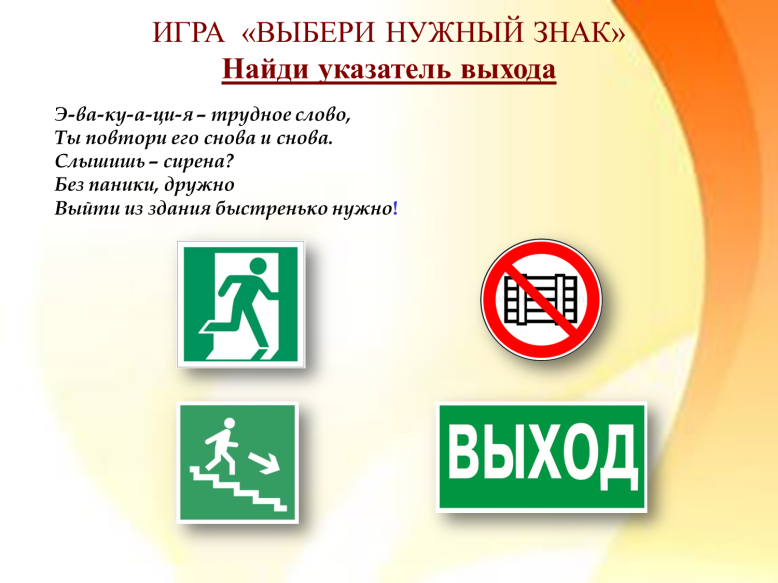 ИГРА «ВЫБЕРИ НУЖНЫЙ ЗНАК»
Найди указатель выхода
Э-ва-ку-а-ци-я – трудное слово,
Ты повтори его снова и снова.
Слышишь – сирена?
Без паники, дружно
Выйти из здания быстренько нужно!
ВЫХОД